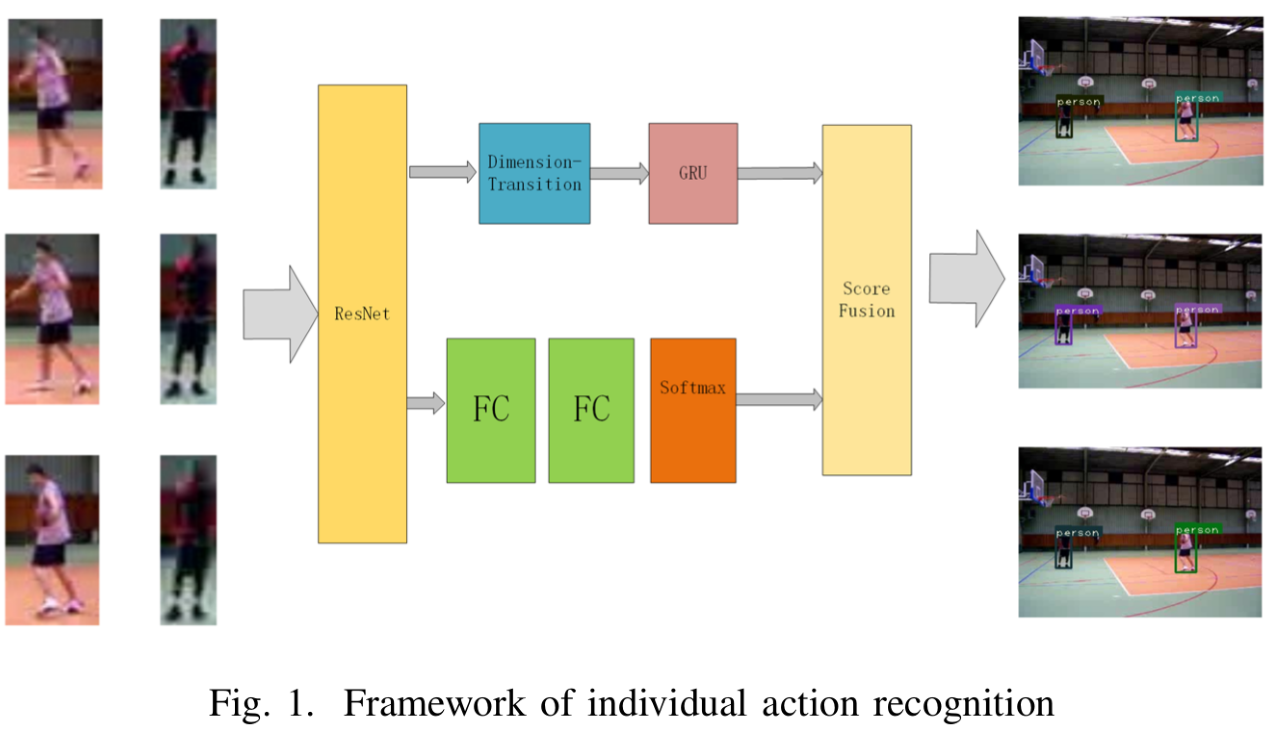 person
person
Dimension-
Transition
GRU
ResNet
Score
Fusion
person
person
FC
FC
Softmax
person
person
Fig. 1. Framework of individual action recognition